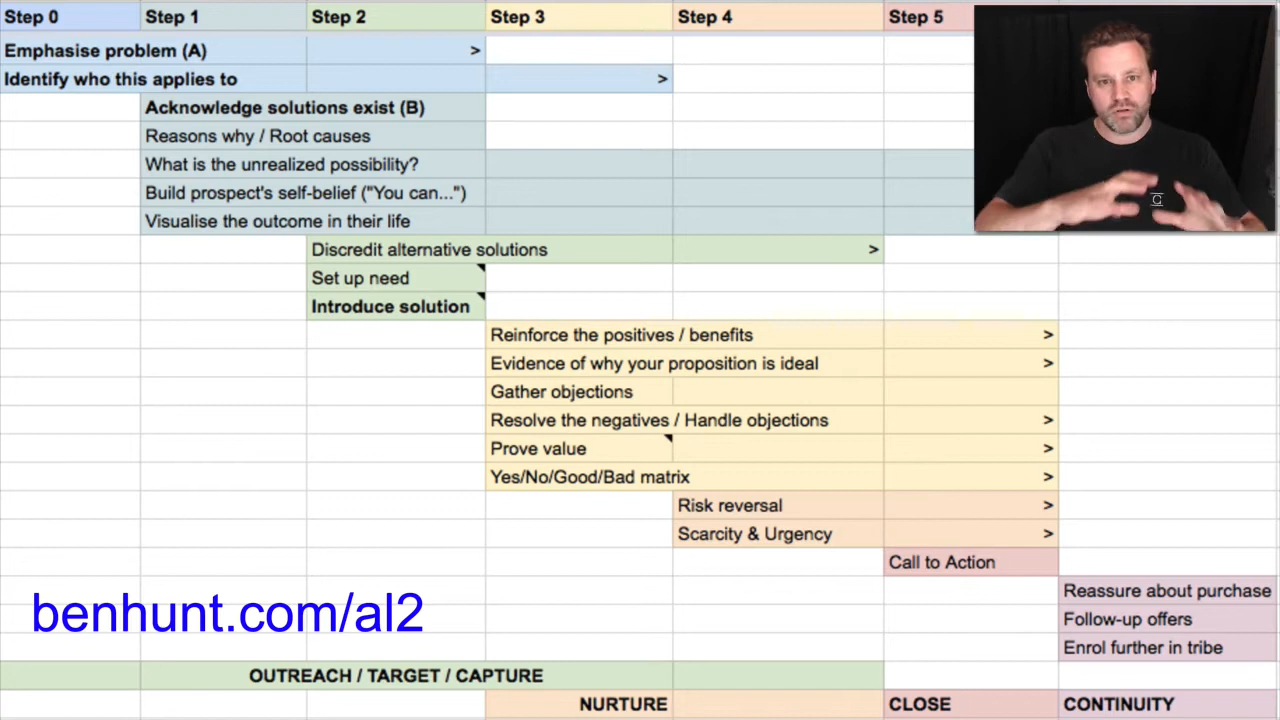 Step 0 Step 1 Step 2 Step 3 Step 4 Step 5
Emphasise problem (A) >
Identify who this applies to >
Acknowledge solutions exist (B)
Reasons why / Root causes
What is the unrealized possibility?
Build prospect's self-belief ("You can...")
Visualise the outcome in their life
Discredit alternative solutions >
Set up need
Introduce solution
Reinforce the positives / benefits >
Evidence of why your proposition is ideal >
Gather objections
Resolve the negatives / Handle objections >
Prove value >
Yes/No/Good/Bad matrix >
Risk reversal >
Scarcity & Urgency >
Call to Action
Reassure about purchase
benhunt.com/al2
Follow-up offers
Enrol further in tribe
OUTREACH / TARGET / CAPTURE
NURTURE CLOSE CONTINUITY